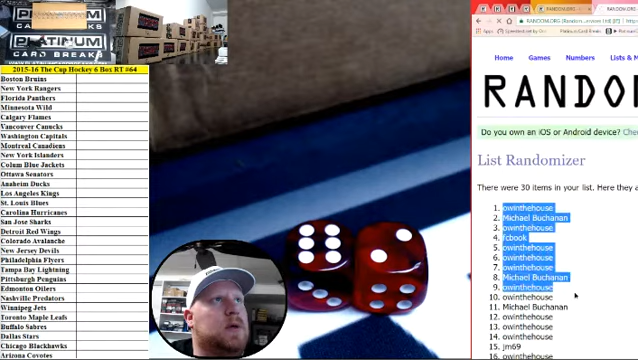 PLATINUM
CARD BREAKS
PLATINUM
CARD BREAKS
2015-16 The Cup Hockey 6 Box RT #64
Boston Bruins
New York Rangers
Florida Panthers
Minnesota Wild
Calgary Flames
Vancouver Canucks
Washington Capitals
Montreal Canadiens
New York Islanders
Colum Blue Jackets
Ottawa Senators
Anaheim Ducks
Los Angeles Kings
St. Louis Blues
Carolina Hurricanes
San Jose Sharks
Detroit Red Wings
Colorado Avalanche
New Jersey Devils
Philadelphia Flyers
Tampa Bay Lightning
Pittsburgh Penguins
Edmonton Oilers
Nashville Predators
Winnipeg Jets
Toronto Maple Leafs
Buffalo Sabres
Dallas Stars
Chicago Blackhawks
Arizona Coyotes
Home Games Numbers Lists & M
RANDO
Do you own an iOS or Android device? Che
List Randomizer
There were 30 items in your list. Here they a
1. owinthehouse
2. Michael Buchanan
3. owinthehouse
4. fcbook
5. owinthehouse
6. owinthehouse
7. owinthehouse
8. Michael Buchanan
9. owinthehouse
10. owinthehouse
11. Michael Buchanan
12. owinthehouse
13. owinthehouse
14. owinthehouse
15. jm69
16. owinthehouse